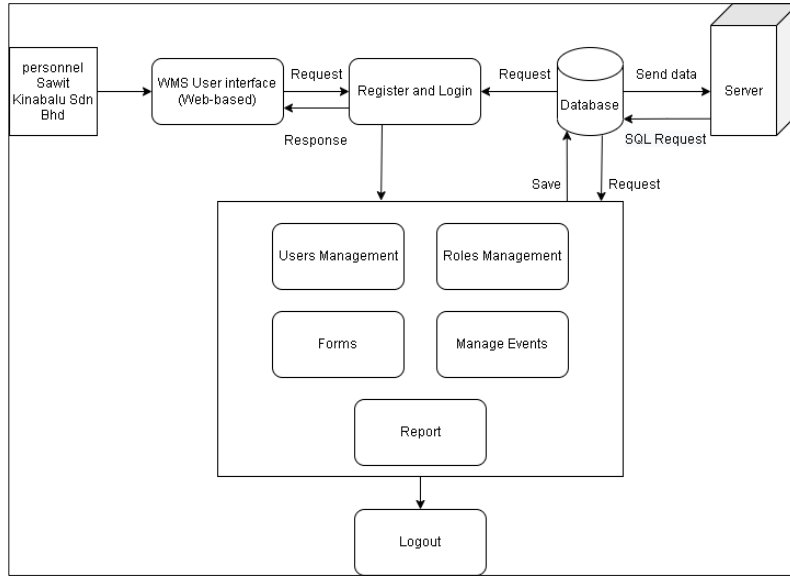 personnel
Sawit
Kinabalu Sdn
Bhd
WMS User interface
(Web-based)
Request
Response
Register and Login
Request
Database
Send data
SQL Request
Server
Save
Request
Users Management
Roles Management
Forms
Manage Events
Report
Logout